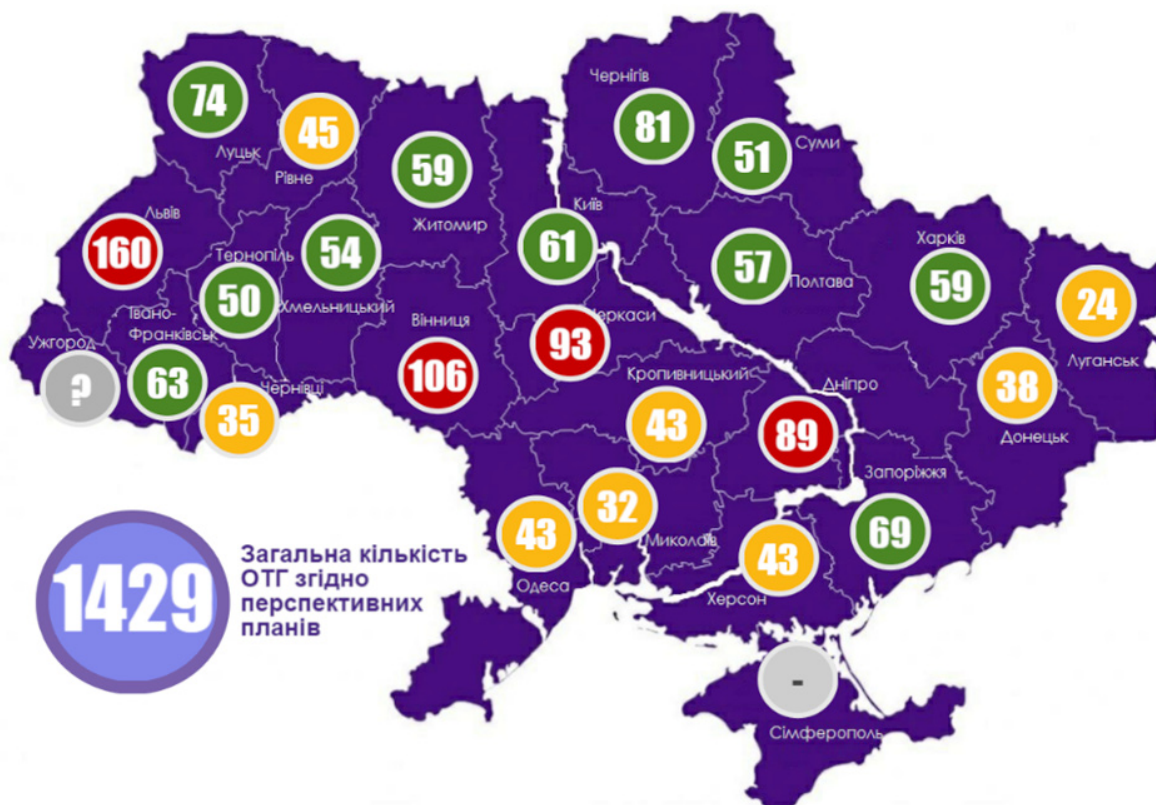 Чернігів
74
81
45
Суми
51
Луцьк
59
Рівне
Київ
Львів
Житомир
Харків
160
Тернопіль
54
61
57
Полтава
59
50
Хмельницький
24
Івано-
Франківськ
Вінниця
93
Черкаси
Ужгород
Луганськ
?
63
106
Кропивницький
Дніпро
38
35
Чернівці
43
89
Донецьк
Запоріжжя
43
32
Миколаїв
43
69
Одеса
Херсон
1429
Загальна кількість
ОТГ згідно
перспективних
планів
-
Сімферополь